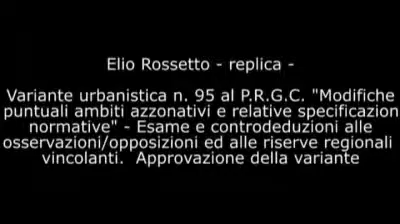 Elio Rossetto - replica -
Variante urbanistica n. 95 al P.R.G.C. "Modifiche
puntuali ambiti azzonativi e relative specificazion
normative" - Esame e controdeduzioni alle
osservazioni/opposizioni ed alle riserve regionali
vincolanti. Approvazione della variante